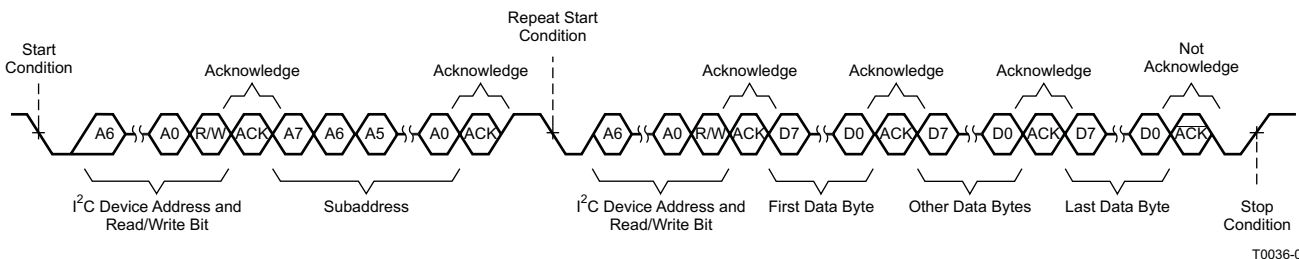 Repeat Start
Condition
Start
Condition
Not
Acknowledge
Acknowledge
Acknowledge
Acknowledge
Acknowledge
Acknowledge
A6 A0 R/W ACK A7 A6 A5 A0 ACK A6 A0 R/W ACK D7 D0 ACK D7 D0 ACK D7 D0 ACK
I²C Device Address and
Read/Write Bit
Subaddress
I²C Device Address and
Read/Write Bit
First Data Byte
Other Data Bytes
Last Data Byte
Stop
Condition
T0036-0